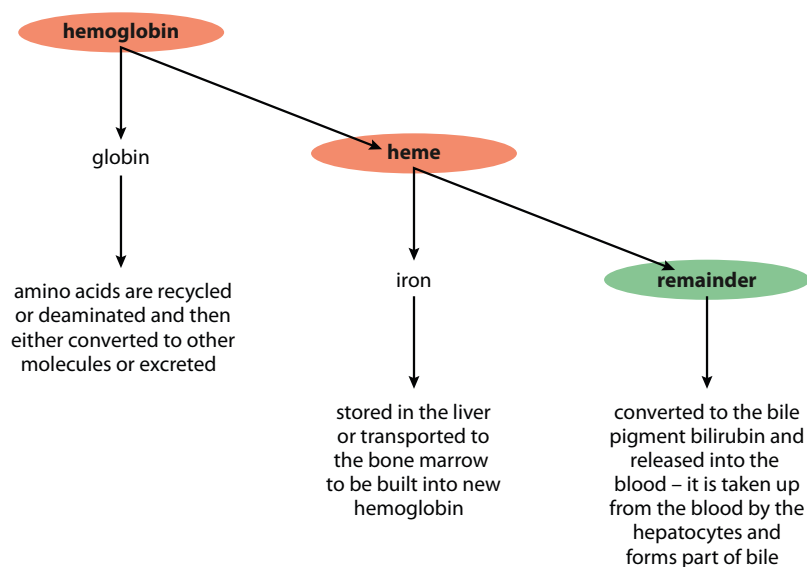 hemoglobin
globin
heme
amino acids are recycled
or deaminated and then
either converted to other
molecules or excreted
iron
remainder
stored in the liver
or transported to
the bone marrow
to be built into new
hemoglobin
converted to the bile
pigment bilirubin and
released into the
blood – it is taken up
from the blood by the
hepatocytes and
forms part of bile